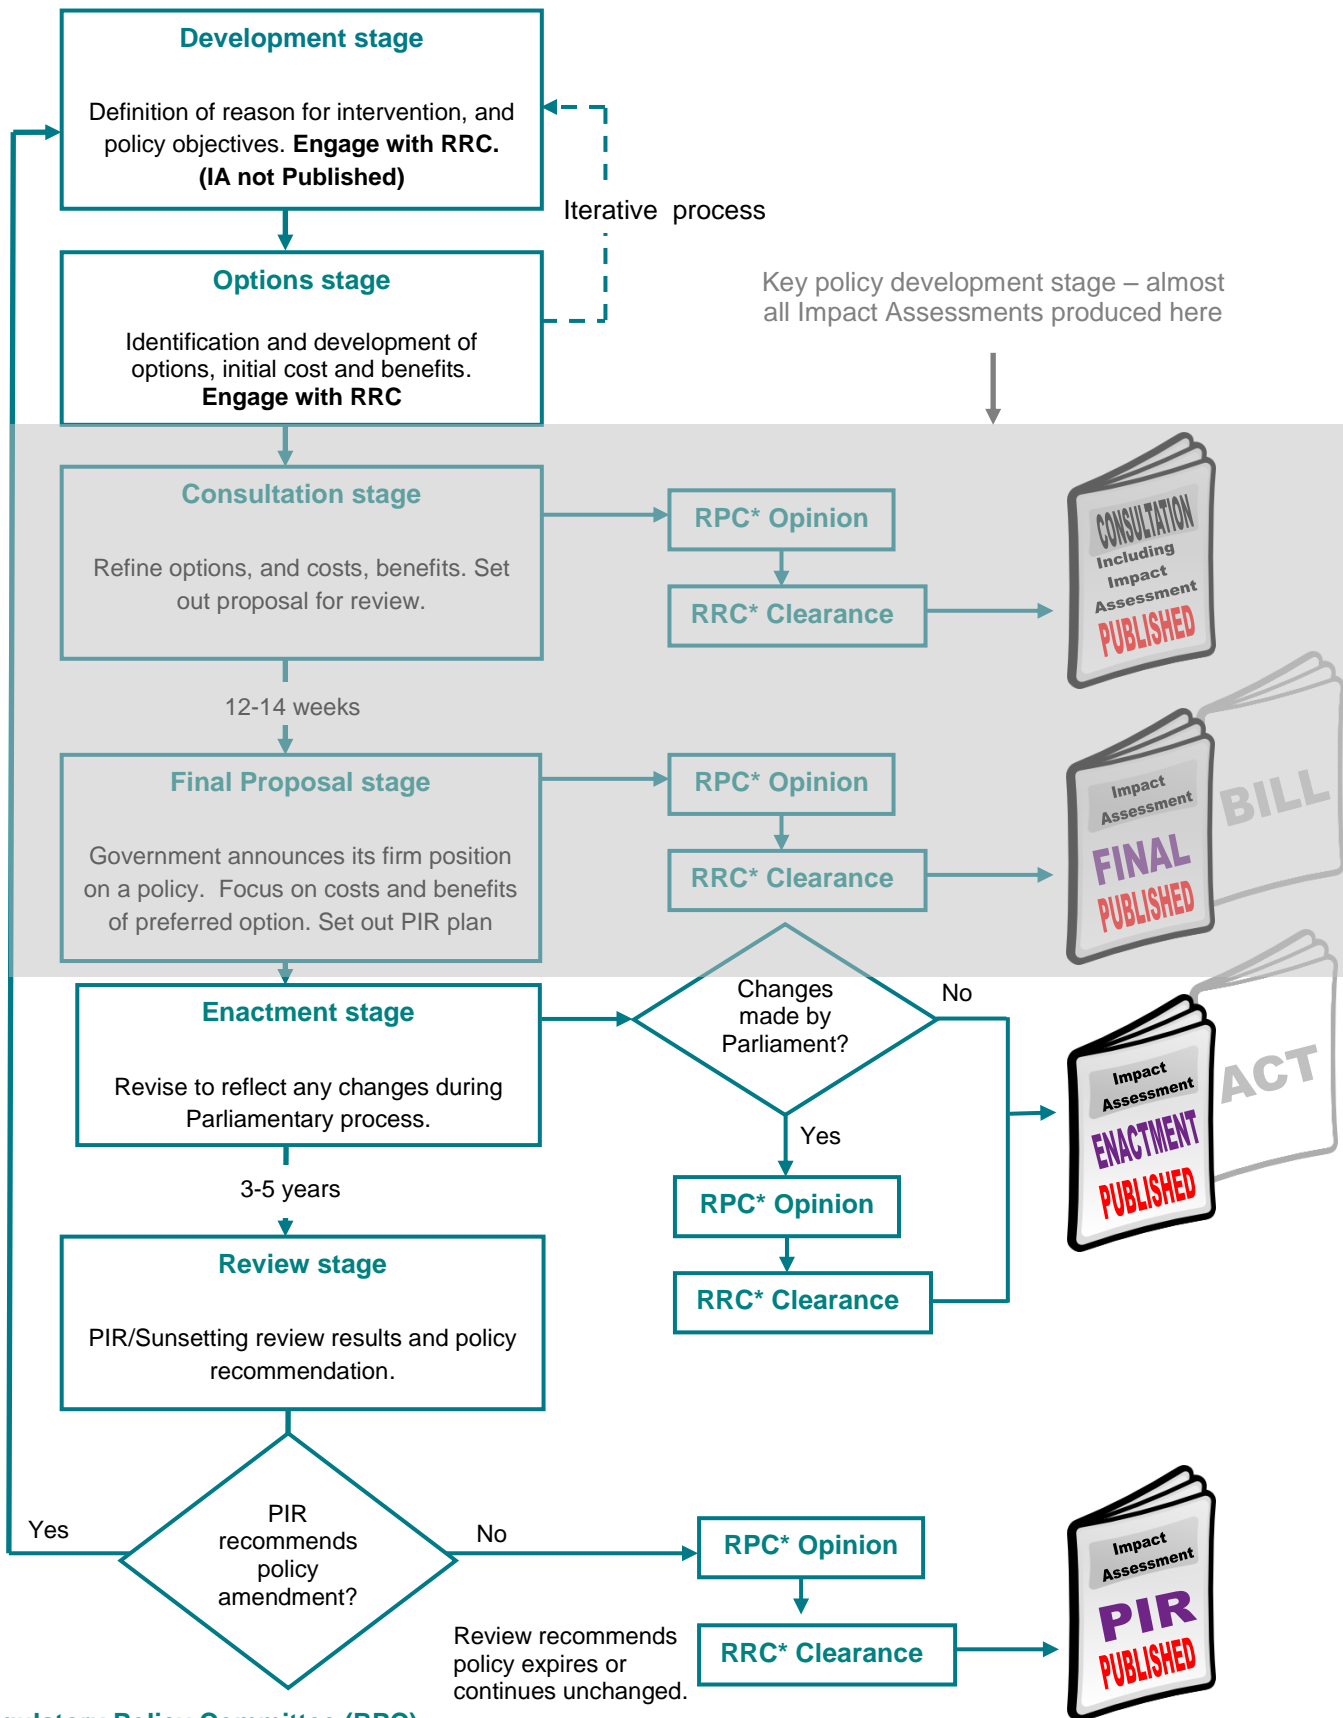 Development stage
Definition of reason for intervention, and
policy objectives. Engage with RRC.
(IA not Published)
Iterative process
Options stage
Identification and development of
options, initial cost and benefits.
Engage with RRC
Key policy development stage – almost
all Impact Assessments produced here
Consultation stage
Refine options, and costs, benefits. Set
out proposal for review.
RPC* Opinion
RRC* Clearance
CONSULTATION
Including
Impact
Assessment
PUBLISHED
12-14 weeks
Final Proposal stage
Government announces its firm position
on a policy. Focus on costs and benefits
of preferred option. Set out PIR plan
RPC* Opinion
RRC* Clearance
Impact
Assessment
FINAL
PUBLISHED
BILL
Enactment stage
Revise to reflect any changes during
Parliamentary process.
Changes
made by
Parliament?
No
Yes
RPC* Opinion
RRC* Clearance
Impact
Assessment
ENACTMENT
PUBLISHED
ACT
3-5 years
Review stage
PIR/Sunsetting review results and policy
recommendation.
PIR
recommends
policy
amendment?
Yes
No
RPC* Opinion
RRC* Clearance
Review recommends
policy expires or
continues unchanged.
Impact
Assessment
PIR
PUBLISHED